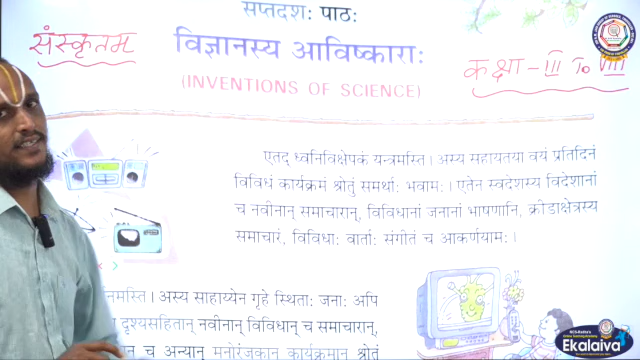 सप्तदशः पाठः
संस्कृतम
विज्ञानस्य आविष्काराः
(INVENTIONS OF SCIENCE)
कक्षा - III To VIII
एतद् ध्वनिविक्षेपकं यन्त्रमस्ति। अस्य सहायतया वयं प्रतिदिनं
विविधं कार्यक्रमं श्रोतुं समर्थाः भवामः। एतेन स्वदेशस्य विदेशानां
च नवीनान् समाचारान्, विविधानां जनानां भाषणानि, क्रीडाक्षेत्रस्य
समाचारं, विविधाः वार्ताः संगीतं च आकर्णयामः।
नमस्ति। अस्य साहाय्येन गृहे स्थिताः जनाः अपि
दृश्यसहितान् नवीनान् विविधान् च समाचारान्,
च अन्यान् मनोरंजकान् कार्यक्रमान् श्रोतुं
Ekalaiva